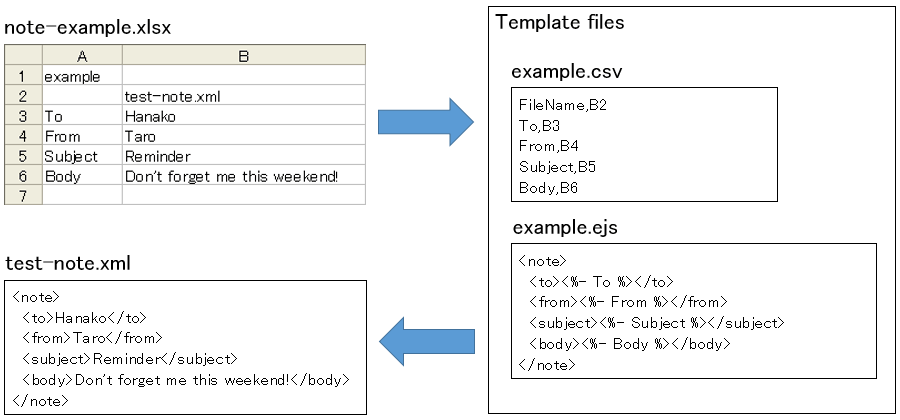 note-example.xlsx
A B
1 example
2 test-note.xml
3 To Hanako
4 From Taro
5 Subject Reminder
6 Body Don't forget me this weekend!
7
Template files
example.csv
FileName,B2
To,B3
From,B4
Subject,B5
Body,B6
example.ejs
<note>
<to><%- To %></to>
<from><%- From %></from>
<subject><%- Subject %></subject>
<body><%- Body %></body>
</note>
test-note.xml
<note>
<to>Hanako</to>
<from>Taro</from>
<subject>Reminder</subject>
<body>Don't forget me this weekend!</body>
</note>